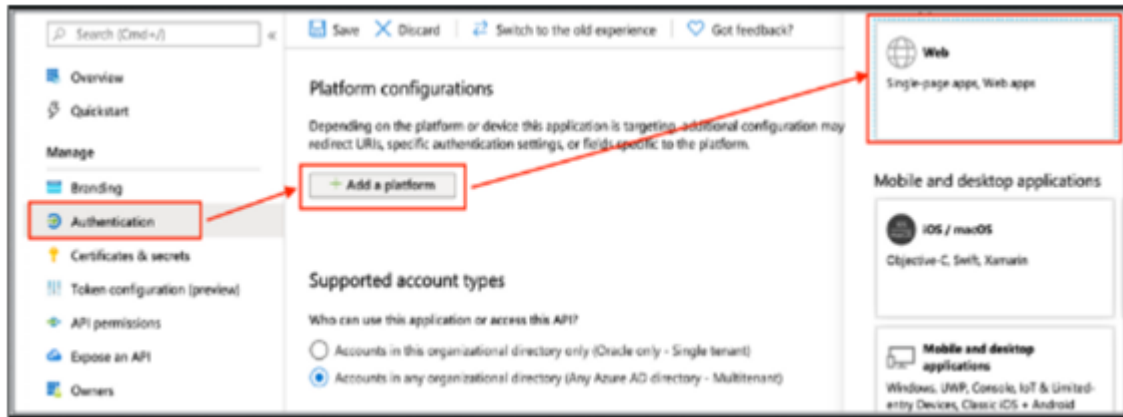 Search (Cmd+/)
«
Overview
Quickstart
Manage
Branding
Authentication
Certificates & secrets
Token configuration (preview)
API permissions
Expose an API
Owners
Save
Discard
Switch to the old experience
Got feedback?
Platform configurations
Depending on the platform or device this application is targeting, additional configuration may
redirect URIs, specific authentication settings, or fields specific to the platform.
+ Add a platform
Supported account types
Who can use this application or access this API?
Accounts in this organizational directory only (Oracle only - Single tenant)
Accounts in any organizational directory (Any Azure AD directory - Multitenant)
Web
Single-page apps, Web apps
Mobile and desktop applications
iOS / macOS
Objective-C, Swift, Xamarin
Mobile and desktop
applications
Windows, UWP, Console, IoT & Limited-
entry Devices, Classic iOS + Android